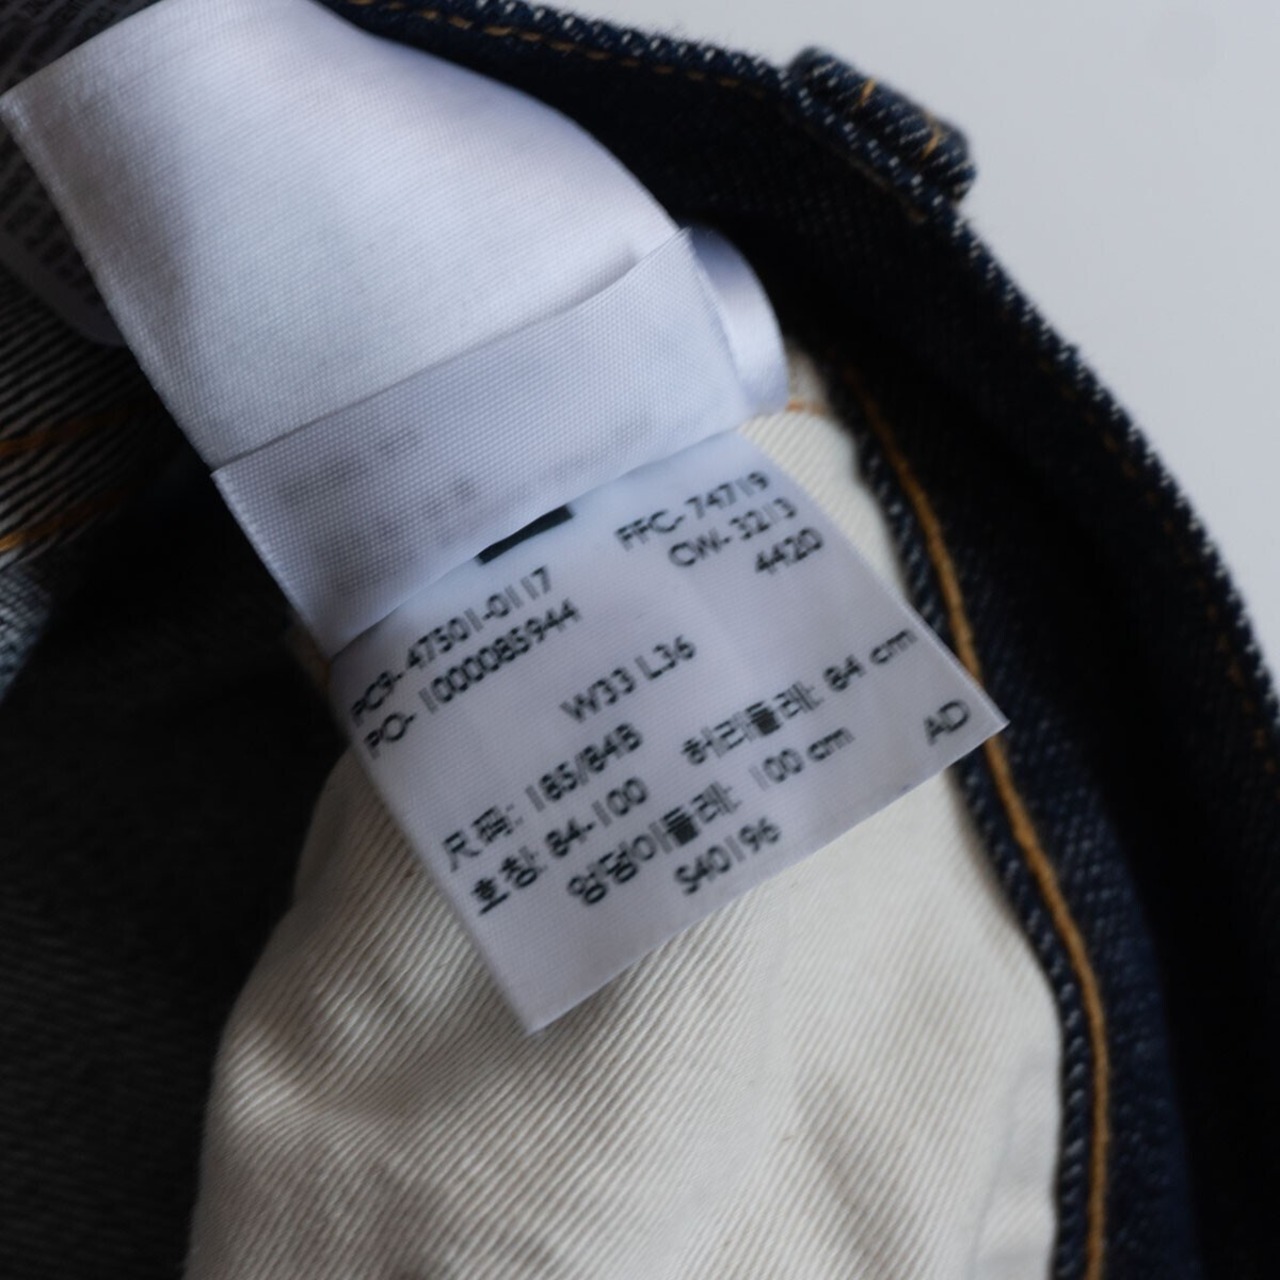 FFC- 74719
CW- 3213
4420
PC9- 47501-0117
PO- 1000085944
W33 L36
尺码: 185/84B
호칭: 84-100 허리둘레: 84 cm
엉덩이둘레: 100 cm
S40196 AD